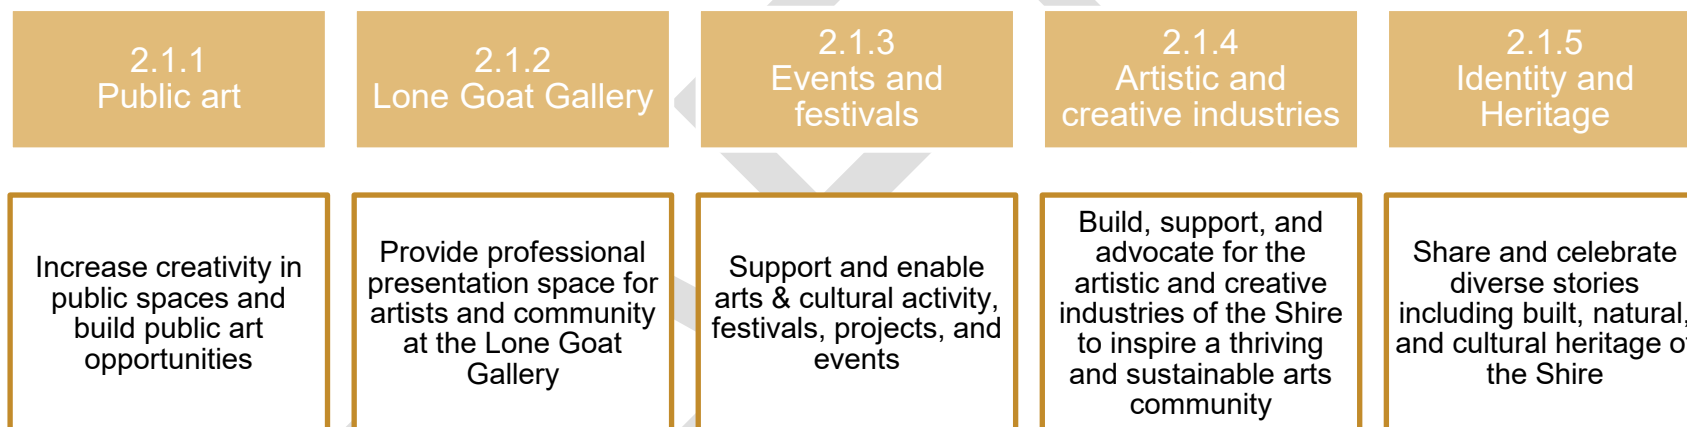 2.1.1
Public art
2.1.2
Lone Goat Gallery
2.1.3
Events and
festivals
2.1.4
Artistic and
creative industries
2.1.5
Identity and
Heritage
Increase creativity in
public spaces and
build public art
opportunities
Provide professional
presentation space for
artists and community
at the Lone Goat
Gallery
Support and enable
arts & cultural activity,
festivals, projects, and
events
Build, support, and
advocate for the
artistic and creative
industries of the Shire
to inspire a thriving
and sustainable arts
community
Share and celebrate
diverse stories
including built, natural,
and cultural heritage of
the Shire